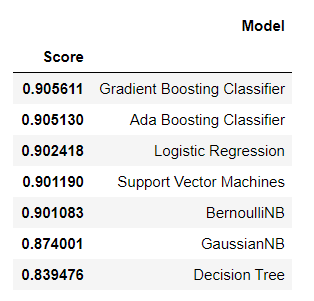 Model
Score
0.905611 Gradient Boosting Classifier
0.905130 Ada Boosting Classifier
0.902418 Logistic Regression
0.901190 Support Vector Machines
0.901083 BernoulliNB
0.874001 GaussianNB
0.839476 Decision Tree